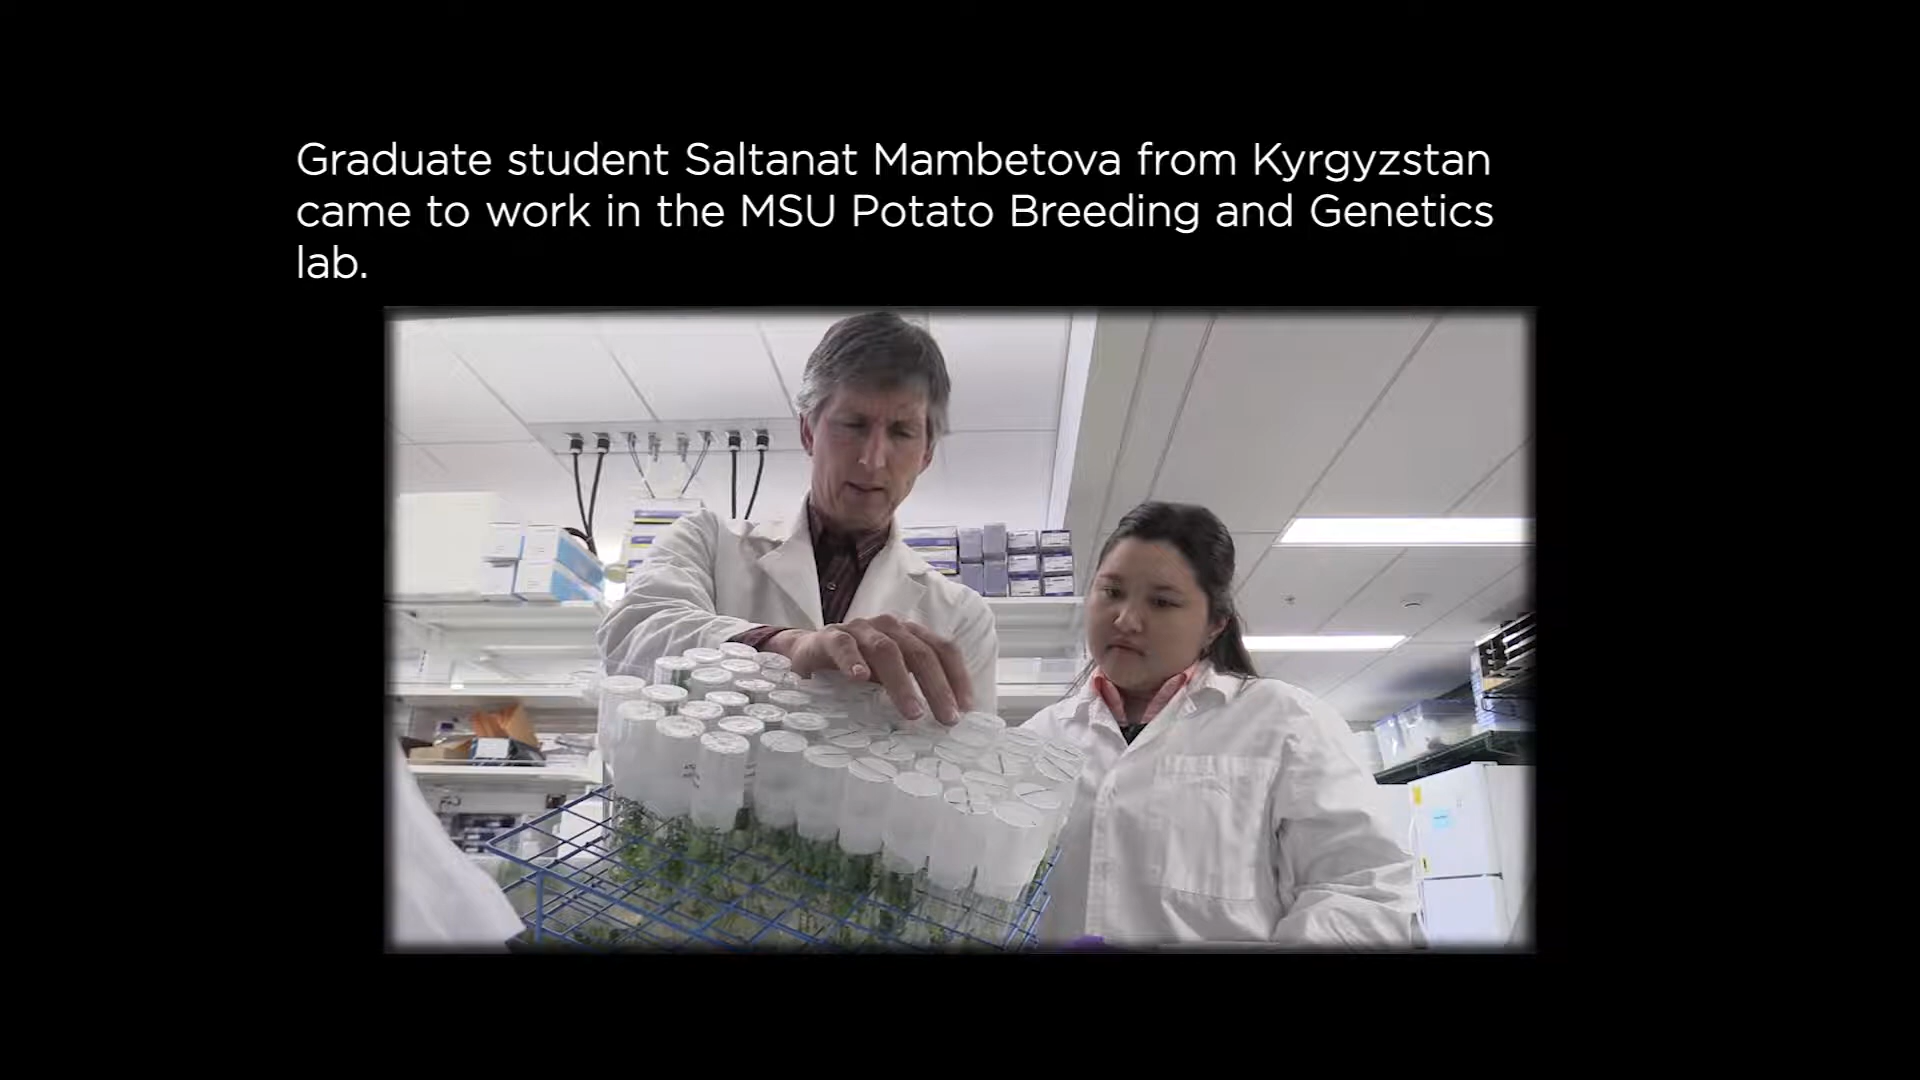 Graduate student Saltanat Mambetova from Kyrgyzstan
came to work in the MSU Potato Breeding and Genetics
lab.